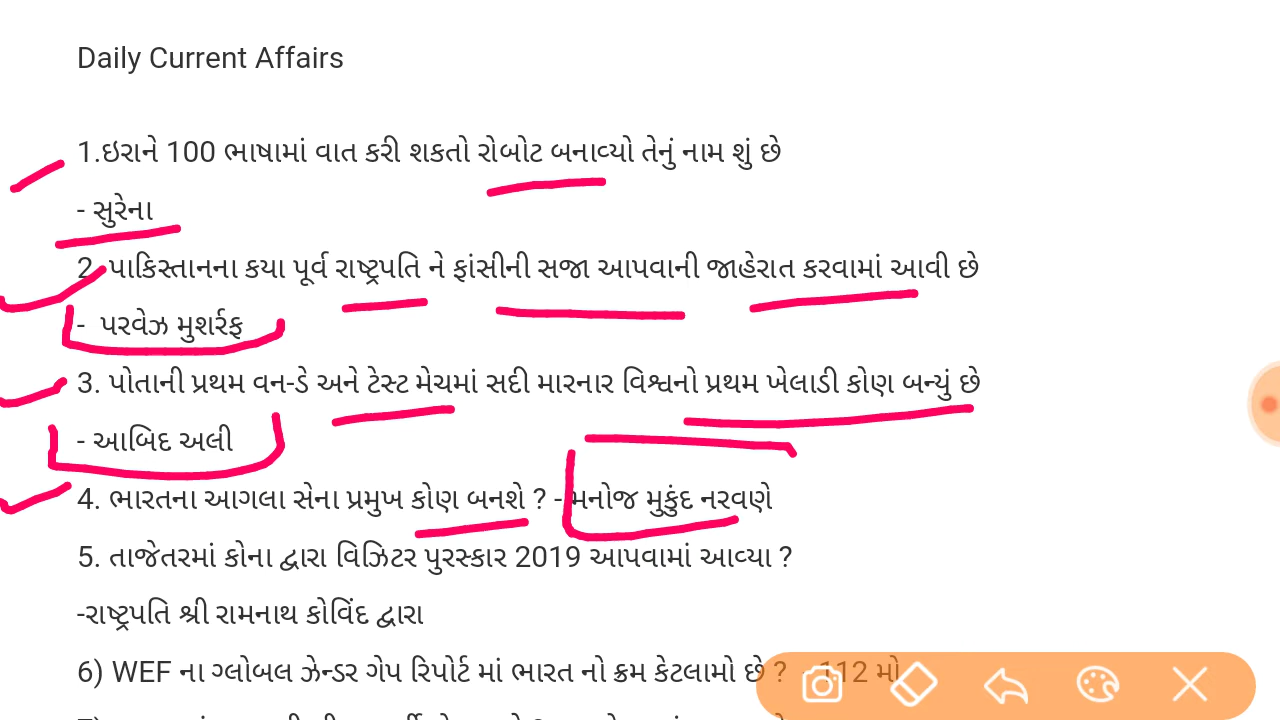 Daily Current Affairs
1.ઇરાને 100 ભાષામાં વાત કરી શકતો રોબોટ બનાવ્યો તેનું નામ શું છે
- સુરેના
2. પાકિસ્તાનના કયા પૂર્વ રાષ્ટ્રપતિ ને ફાંસીની સજા આપવાની જાહેરાત કરવામાં આવી છે
- પરવેઝ મુશર્રફ
3. પોતાની પ્રથમ વન-ડે અને ટેસ્ટ મેચમાં સદી મારનાર વિશ્વનો પ્રથમ ખેલાડી કોણ બન્યું છે
- આબિદ અલી
4. ભારતના આગલા સેના પ્રમુખ કોણ બનશે ? - મનોજ મુકુંદ નરવણે
5. તાજેતરમાં કોના દ્વારા વિઝિટર પુરસ્કાર 2019 આપવામાં આવ્યા ?
-રાષ્ટ્રપતિ શ્રી રામનાથ કોવિંદ દ્વારા
6) WEF ના ગ્લોબલ ઝેન્ડર ગેપ રિપોર્ટ માં ભારત નો ક્રમ કેટલામો છે ? - 112 મો